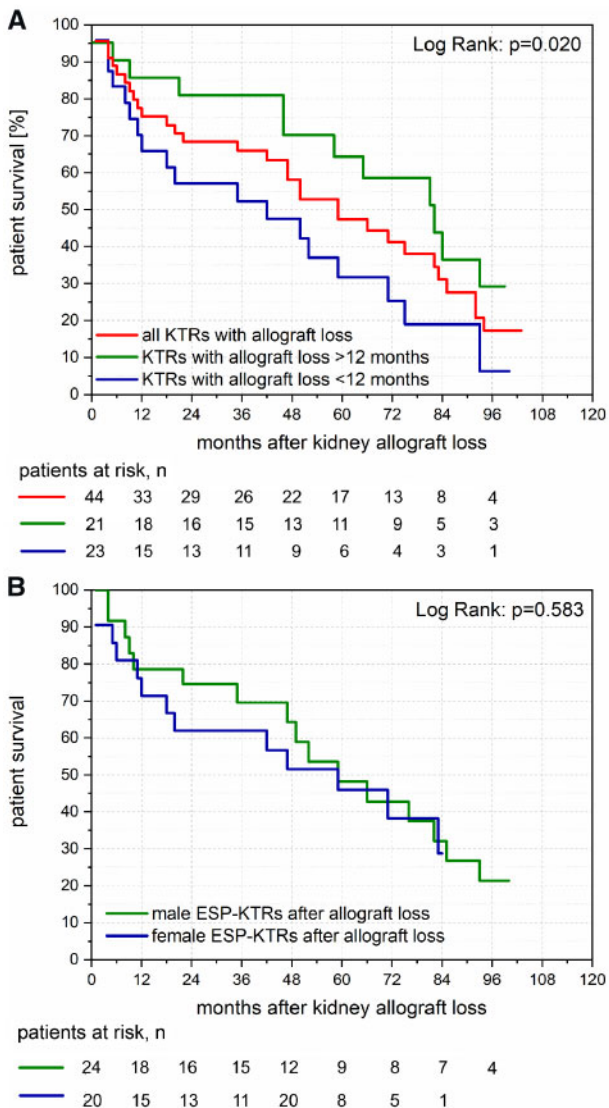 A
Log Rank: p=0.020
patient survival [%]
100
90
80
70
60
50
40
30
20
10
0
all KTRs with allograft loss
KTRs with allograft loss >12 months
KTRs with allograft loss <12 months
0 12 24 36 48 60 72 84 96 108 120
months after kidney allograft loss
patients at risk, n
44 33 29 26 22 17 13 8 4
21 18 16 15 13 11 9 5 3
23 15 13 11 9 6 4 3 1
B
Log Rank: p=0.583
patient survival
100
90
80
70
60
50
40
30
20
10
0
male ESP-KTRs after allograft loss
female ESP-KTRs after allograft loss
0 12 24 36 48 60 72 84 96 108 120
months after kidney allograft loss
patients at risk, n
24 18 16 15 12 9 8 7 4
20 15 13 11 20 8 5 1